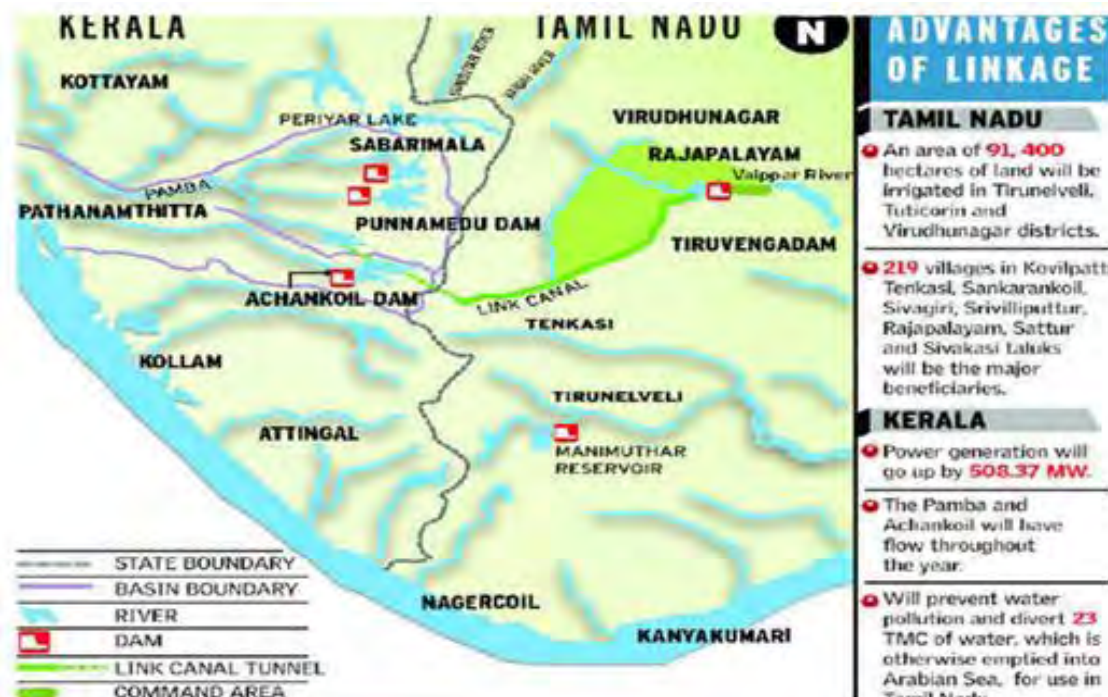 KERALA
TAMIL NADU
N
KOTTAYAM
PERIYAR LAKE
SABARIMALA
VIRUDHUNAGAR
RAJAPALAYAM
Vaippar River
PAMBA
PATHANAMTHITTA
PUNNAMEDU DAM
TIRUVENGADAM
ACHANKOIL DAM
LINK CANAL
TENKASI
KOLLAM
TIRUNELVELI
ATTINGAL
MANIMUTHAR
RESERVOIR
NAGERCOIL
KANYAKUMARI
STATE BOUNDARY
BASIN BOUNDARY
RIVER
DAM
LINK CANAL TUNNEL
COMMAND AREA
ADVANTAGES
OF LINKAGE
TAMIL NADU
An area of 91, 400
hectares of land will be
irrigated in Tirunelveli,
Tuticorin and
Virudhunagar districts.
219 villages in Kovilpatt
Tenkasi, Sankarankoil,
Sivagiri, Srivilliputtur,
Rajapalayam, Sattur
and Sivakasi taluks
will be the major
beneficiaries.
KERALA
Power generation will
go up by 508.37 MW.
The Pamba and
Achankoil will have
flow throughout
the year.
Will prevent water
pollution and divert 23
TMC of water, which is
otherwise emptied into
Arabian Sea, for use in
Tamil Nadu